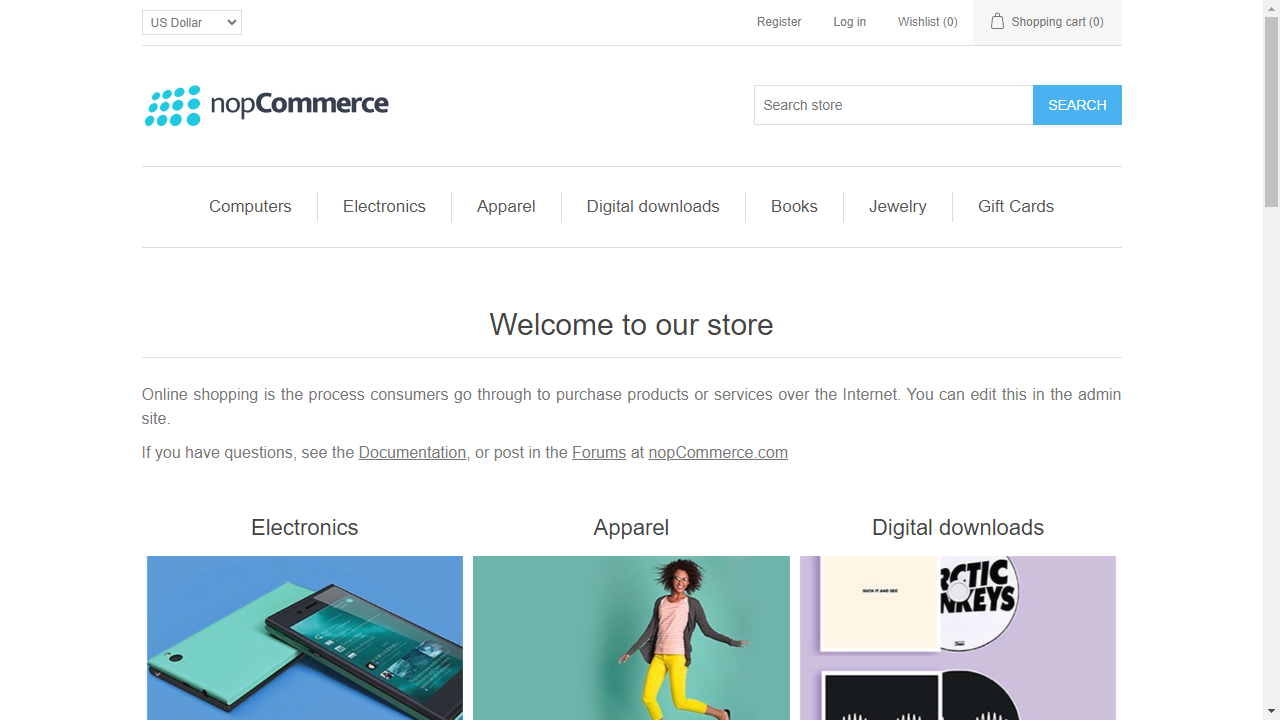 US Dollar
Register
Log in
Wishlist (0)
Shopping cart (0)
nopCommerce
Search store
SEARCH
Computers
Electronics
Apparel
Digital downloads
Books
Jewelry
Gift Cards
Welcome to our store
Online shopping is the process consumers go through to purchase products or services over the Internet. You can edit this in the admin
site.
If you have questions, see the Documentation, or post in the Forums at nopCommerce.com
Electronics
Apparel
Digital downloads
SUCK IT AND SEE